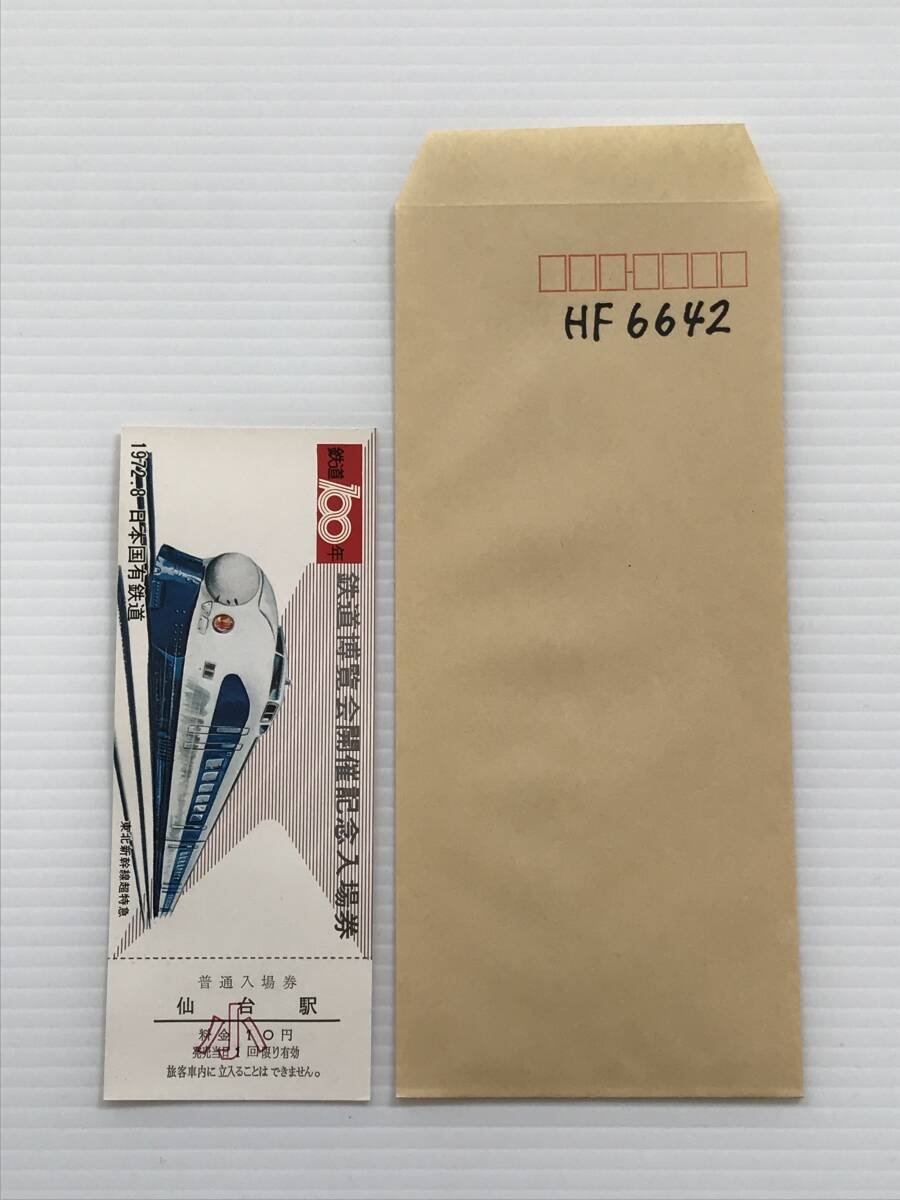 HF 6642
鉄道100年
鉄道博覧会開催記念入場券
1972.8 日本国有鉄道
東北新幹線超特急
普通入場券
仙台駅
小
料金 10円
発売当日1回限り有効
旅客車内に立入ることはできません。